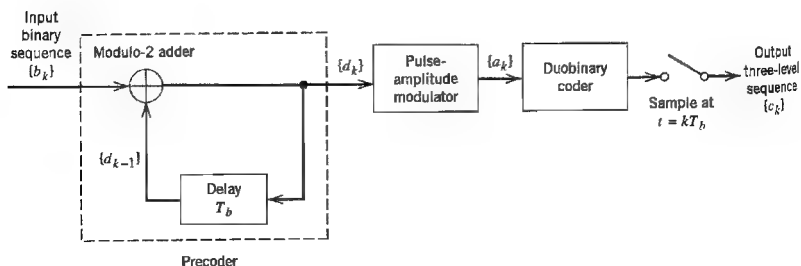 Input
binary
sequence
{b_k}
Modulo-2 adder
{d_k}
Pulse-
amplitude
modulator
{a_k}
Duobinary
coder
Sample at
t = kT_b
Output
three-level
sequence
{c_k}
{d_{k–1}}
Delay
T_b
Precoder